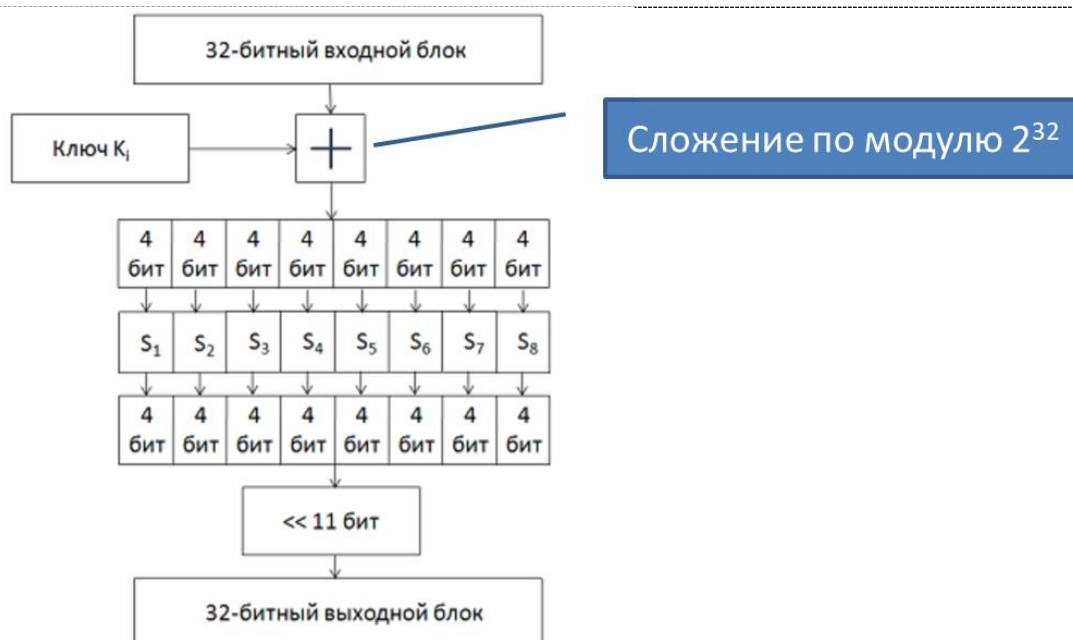 32-битный входной блок
Ключ Kᵢ
+
Сложение по модулю 2³²
4 4 4 4 4 4 4 4
бит бит бит бит бит бит бит бит
S₁ S₂ S₃ S₄ S₅ S₆ S₇ S₈
4 4 4 4 4 4 4 4
бит бит бит бит бит бит бит бит
<< 11 бит
32-битный выходной блок